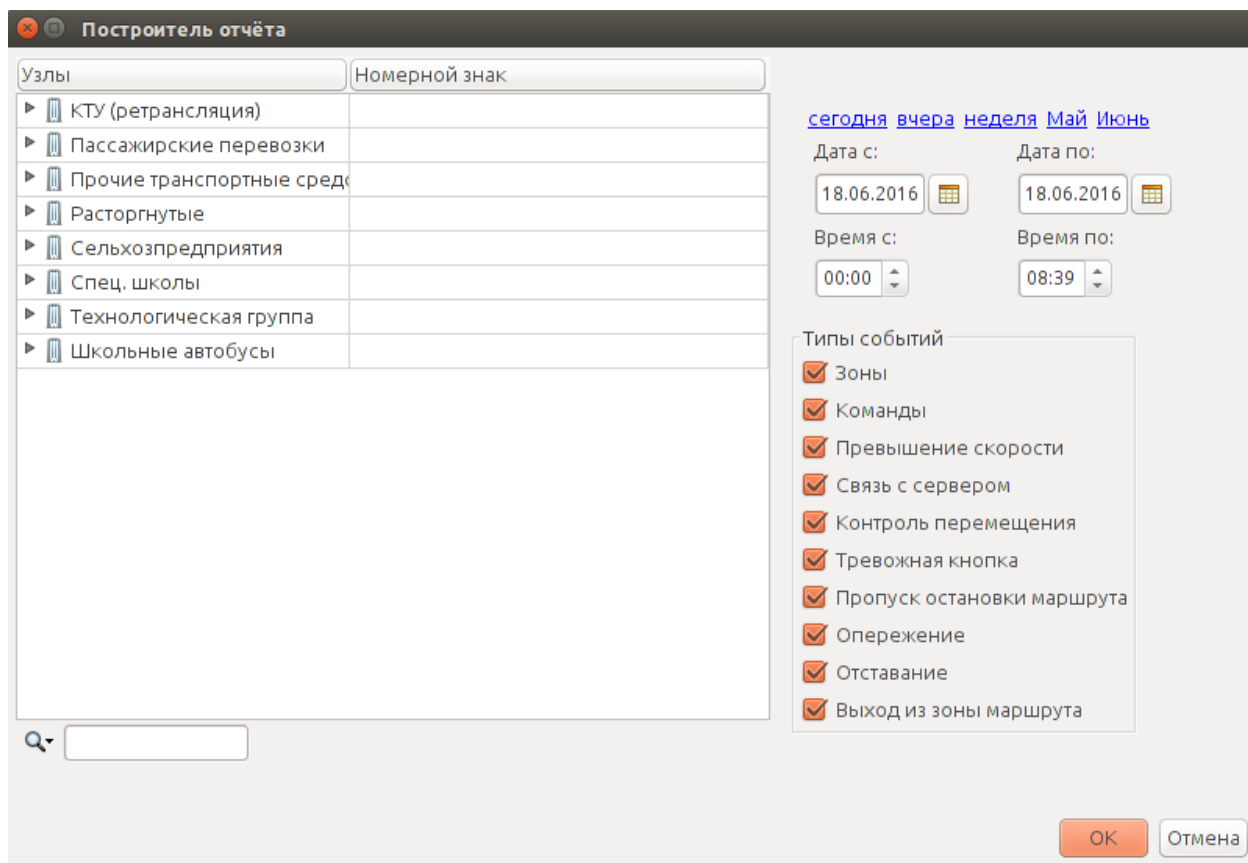 Построитель отчёта
Узлы
Номерной знак
КТУ (ретрансляция)
Пассажирские перевозки
Прочие транспортные средс
Расторгнутые
Сельхозпредприятия
Спец. школы
Технологическая группа
Школьные автобусы
сегодня вчера неделя Май Июнь
Дата с: Дата по:
18.06.2016 18.06.2016
Время с: Время по:
00:00 08:39
Типы событий
Зоны
Команды
Превышение скорости
Связь с сервером
Контроль перемещения
Тревожная кнопка
Пропуск остановки маршрута
Опережение
Отставание
Выход из зоны маршрута
ОК Отмена